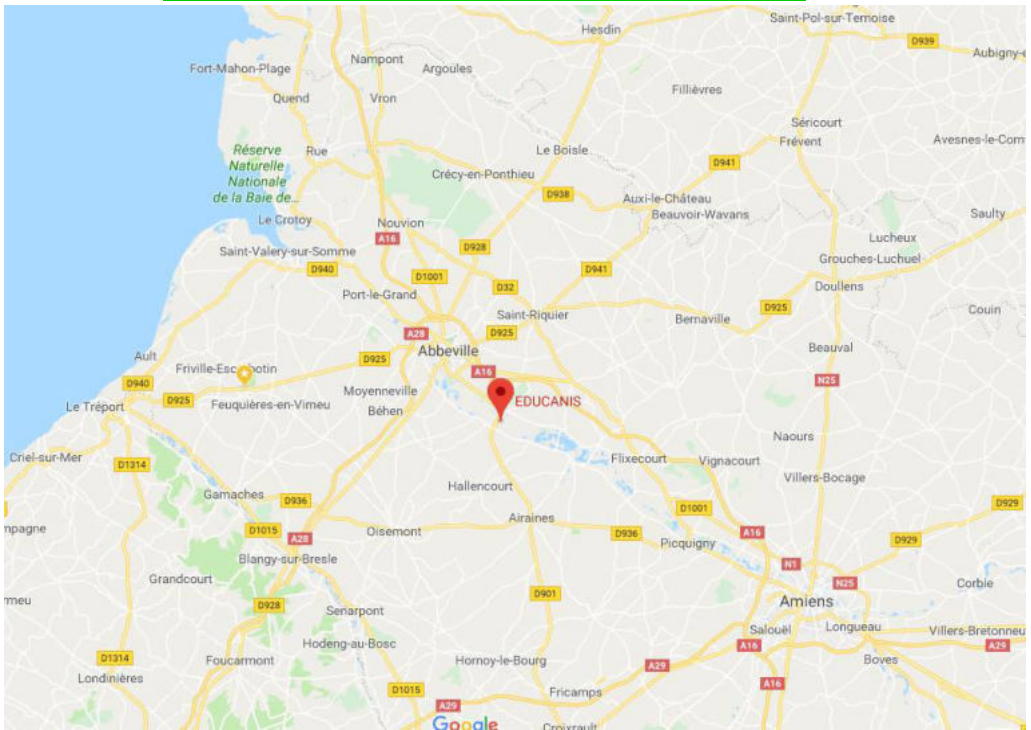 Saint-Pol-sur-Ternoise
Hesdin
D939
Aubigny-e
Nampont
Fort-Mahon-Plage
Argoules
Quend
Vron
Fillièvres
Séricourt
Frévent
Avesnes-le-Com
Réserve
Naturelle
Nationale
de la Baie de...
Rue
Le Boisle
D941
Crécy-en-Ponthieu
D938
Auxi-le-Château
Beauvoir-Wavans
Saulty
Le Crotoy
Nouvion
A16
D928
Lucheux
Grouches-Luchuel
Saint-Valery-sur-Somme
D940
D1001
D941
Doullens
D32
Port-le-Grand
Saint-Riquier
Bernaville
D925
Couin
A28
D925
Abbeville
Beauval
Ault
D925
A16
Friville-Escarbotin
D940
Moyenneville
N25
D925
Feuquières-en-Vimeu
Béhen
EDUCANIS
Le Tréport
Naours
Criel-sur-Mer
D1314
Flixecourt
Vignacourt
Villers-Bocage
Hallencourt
Gamaches
D936
D1001
D929
mpagne
D1015
A28
Oisemont
Airaines
D936
A16
Picquigny
D929
Blangy-sur-Bresle
N1
Grandcourt
N25
Corbie
rmeu
D928
D901
Amiens
Senarpont
Salouël
Longueau
Villers-Bretonneu
Hodeng-au-Bosc
A16
A29
D1314
Foucarmont
Hornoy-le-Bourg
A29
Boves
Londinières
D1015
A16
A29
Fricamps
Google
Croixrault